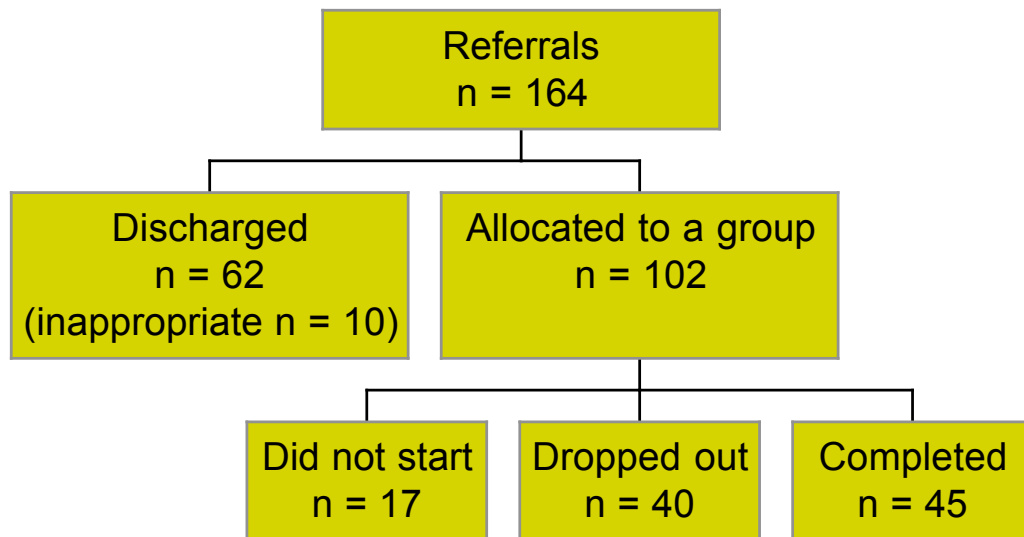 Referrals
n = 164
Discharged
n = 62
(inappropriate n = 10)
Allocated to a group
n = 102
Did not start
n = 17
Dropped out
n = 40
Completed
n = 45